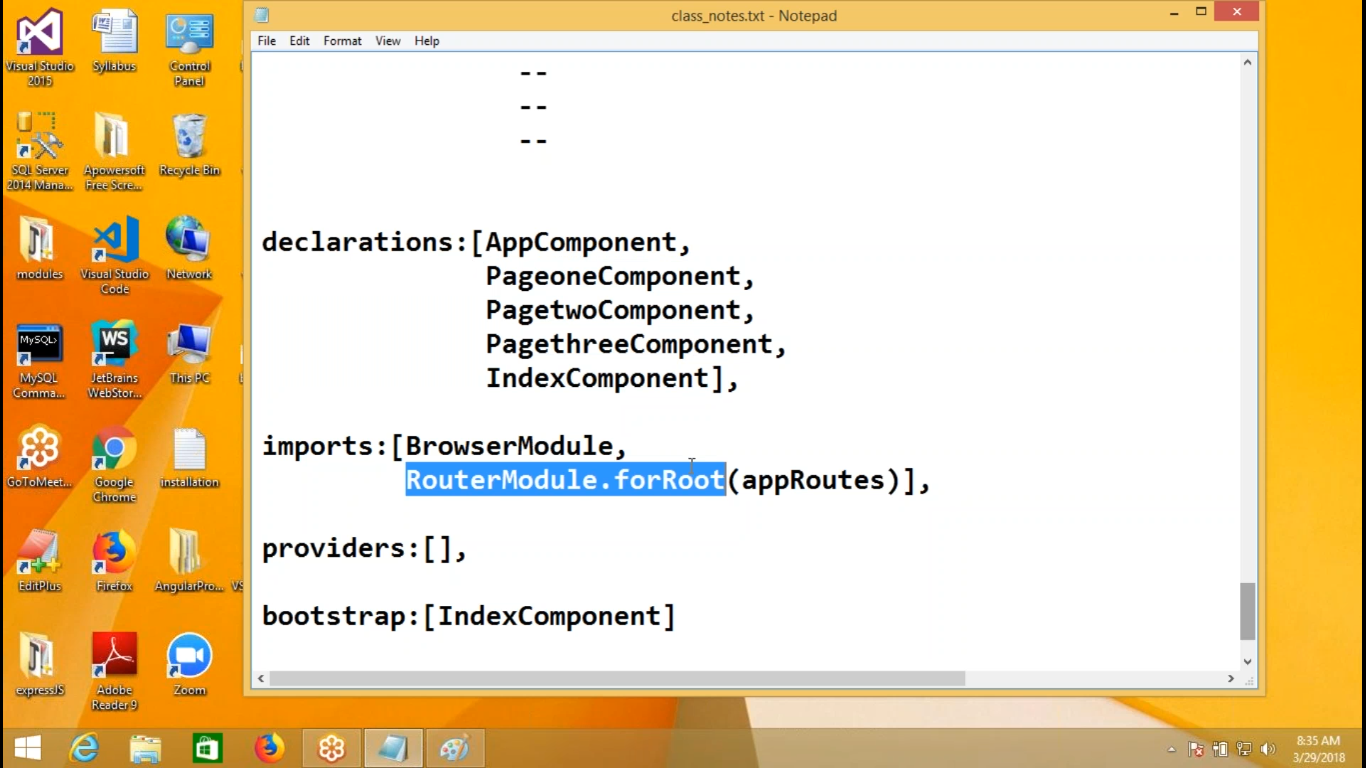 class_notes.txt - Notepad
File Edit Format View Help
--
--
--
declarations:[AppComponent,
PageoneComponent,
PagetwoComponent,
PagethreeComponent,
IndexComponent],
imports:[BrowserModule,
RouterModule.forRoot(appRoutes)],
providers:[],
bootstrap:[IndexComponent]
Visual Studio
2015
Syllabus
Control
Panel
SQL Server
2014 Mana...
Apowersoft
Free Scre...
Recycle Bin
modules
Visual Studio
Code
Network
MySQL>
MySQL
Comma...
WS
JetBrains
WebStor...
This PC
GoToMeet...
Google
Chrome
installation
EditPlus
Firefox
AngularPro...
VS
expressJS
Adobe
Reader 9
Zoom
8:35 AM
3/29/2018